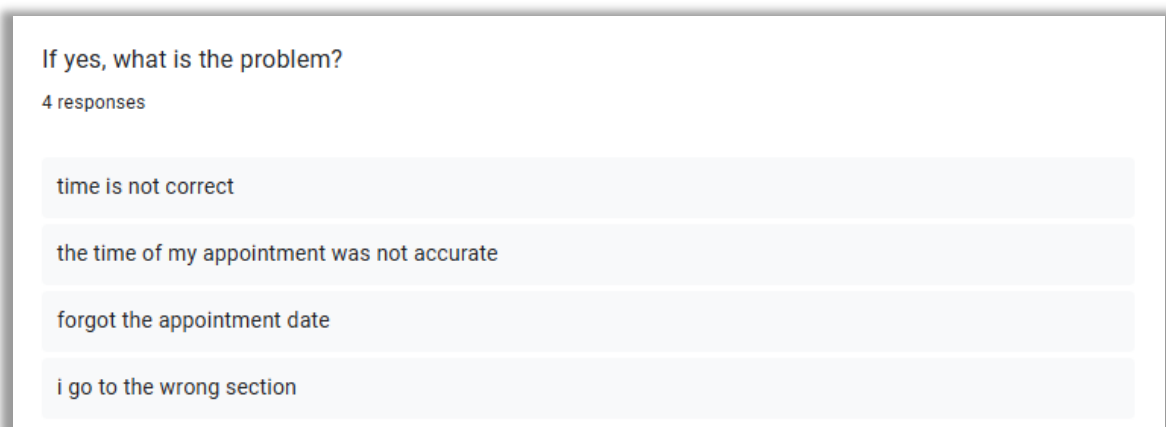 If yes, what is the problem?
4 responses
time is not correct
the time of my appointment was not accurate
forgot the appointment date
i go to the wrong section